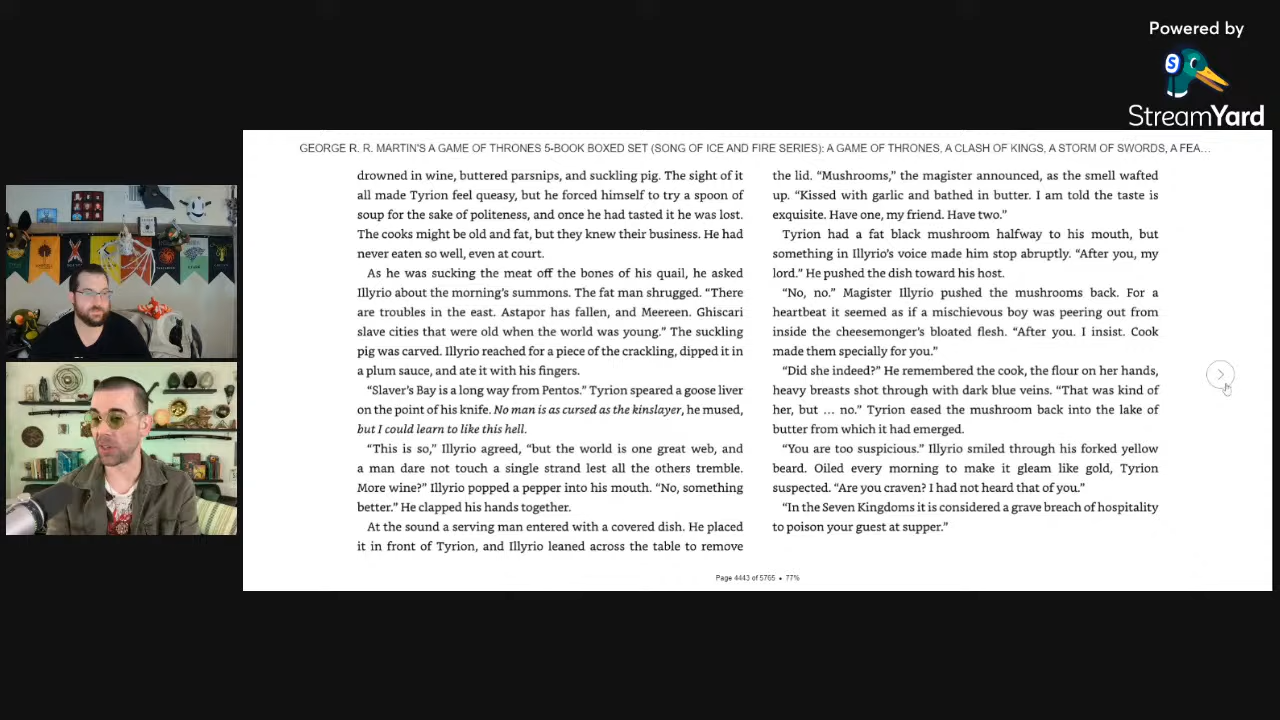 Powered by
S
StreamYard
GEORGE R. R. MARTIN'S A GAME OF THRONES 5-BOOK BOXED SET (SONG OF ICE AND FIRE SERIES): A GAME OF THRONES, A CLASH OF KINGS, A STORM OF SWORDS, A FEA…
drowned in wine, buttered parsnips, and suckling pig. The sight of it
all made Tyrion feel queasy, but he forced himself to try a spoon of
soup for the sake of politeness, and once he had tasted it he was lost.
The cooks might be old and fat, but they knew their business. He had
never eaten so well, even at court.
As he was sucking the meat off the bones of his quail, he asked
Illyrio about the morning's summons. The fat man shrugged. “There
are troubles in the east. Astapor has fallen, and Meereen. Ghiscari
slave cities that were old when the world was young.” The suckling
pig was carved. Illyrio reached for a piece of the crackling, dipped it in
a plum sauce, and ate it with his fingers.
“Slaver's Bay is a long way from Pentos.” Tyrion speared a goose liver
on the point of his knife. No man is as cursed as the kinslayer, he mused,
but I could learn to like this hell.
“This is so,” Illyrio agreed, “but the world is one great web, and
a man dare not touch a single strand lest all the others tremble.
More wine?” Illyrio popped a pepper into his mouth. “No, something
better.” He clapped his hands together.
At the sound a serving man entered with a covered dish. He placed
it in front of Tyrion, and Illyrio leaned across the table to remove
the lid. “Mushrooms,” the magister announced, as the smell wafted
up. “Kissed with garlic and bathed in butter. I am told the taste is
exquisite. Have one, my friend. Have two.”
Tyrion had a fat black mushroom halfway to his mouth, but
something in Illyrio's voice made him stop abruptly. “After you, my
lord.” He pushed the dish toward his host.
“No, no.” Magister Illyrio pushed the mushrooms back. For a
heartbeat it seemed as if a mischievous boy was peering out from
inside the cheesemonger's bloated flesh. “After you. I insist. Cook
made them specially for you.”
“Did she indeed?” He remembered the cook, the flour on her hands,
heavy breasts shot through with dark blue veins. “That was kind of
her, but … no.” Tyrion eased the mushroom back into the lake of
butter from which it had emerged.
“You are too suspicious.” Illyrio smiled through his forked yellow
beard. Oiled every morning to make it gleam like gold, Tyrion
suspected. “Are you craven? I had not heard that of you.”
“In the Seven Kingdoms it is considered a grave breach of hospitality
to poison your guest at supper.”
Page 4443 of 5765 • 77%